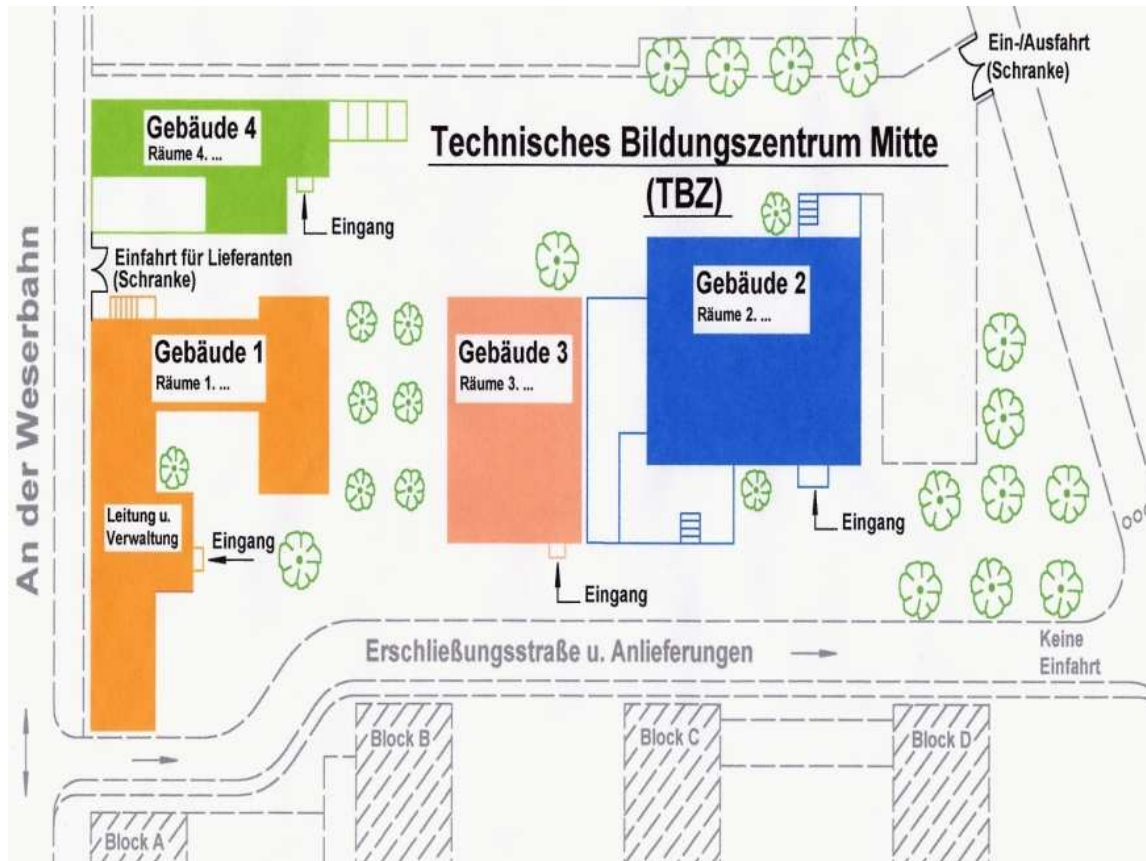 Ein-/Ausfahrt
(Schranke)
Gebäude 4
Räume 4. ...
Technisches Bildungszentrum Mitte
(TBZ)
Eingang
Einfahrt für Lieferanten
(Schranke)
Gebäude 2
Räume 2. ...
Gebäude 1
Räume 1. ...
Gebäude 3
Räume 3. ...
An der Weserbahn
Leitung u.
Verwaltung
Eingang
Eingang
Eingang
Erschließungsstraße u. Anlieferungen
Keine
Einfahrt
Block B
Block C
Block D
Block A